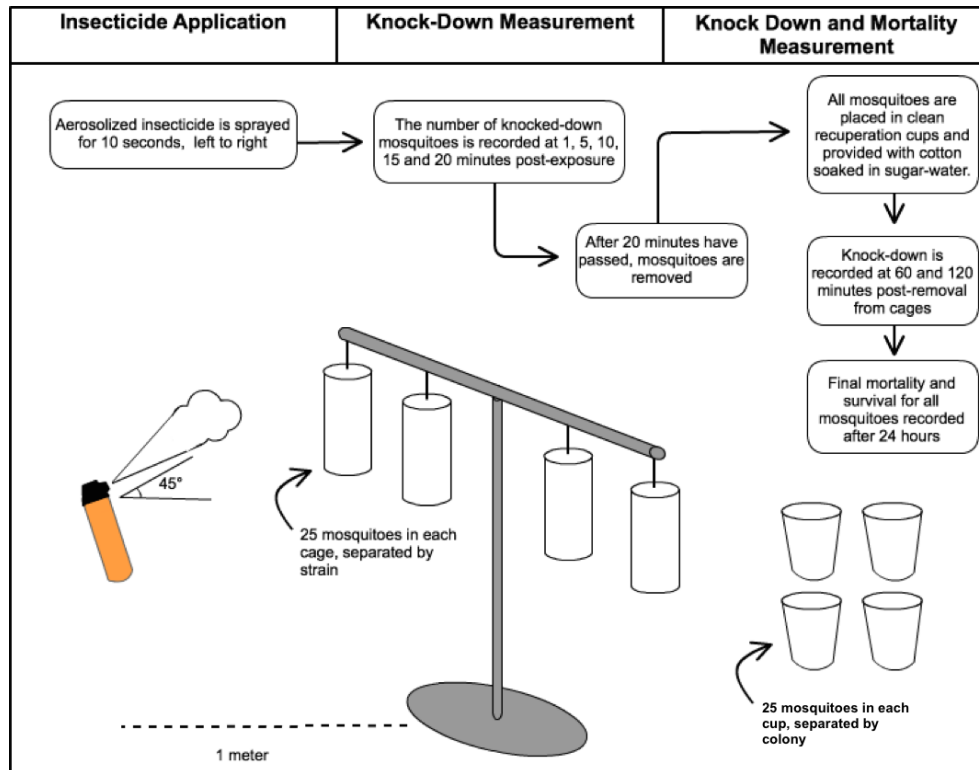 Insecticide Application
Knock-Down Measurement
Knock Down and Mortality
Measurement
Aerosolized insecticide is sprayed
for 10 seconds, left to right
The number of knocked-down
mosquitoes is recorded at 1, 5, 10,
15 and 20 minutes post-exposure
After 20 minutes have
passed, mosquitoes are
removed
All mosquitoes are
placed in clean
recuperation cups and
provided with cotton
soaked in sugar-water.
Knock-down is
recorded at 60 and 120
minutes post-removal
from cages
Final mortality and
survival for all
mosquitoes recorded
after 24 hours
45°
25 mosquitoes in each
cage, separated by
strain
25 mosquitoes in each
cup, separated by
colony
1 meter